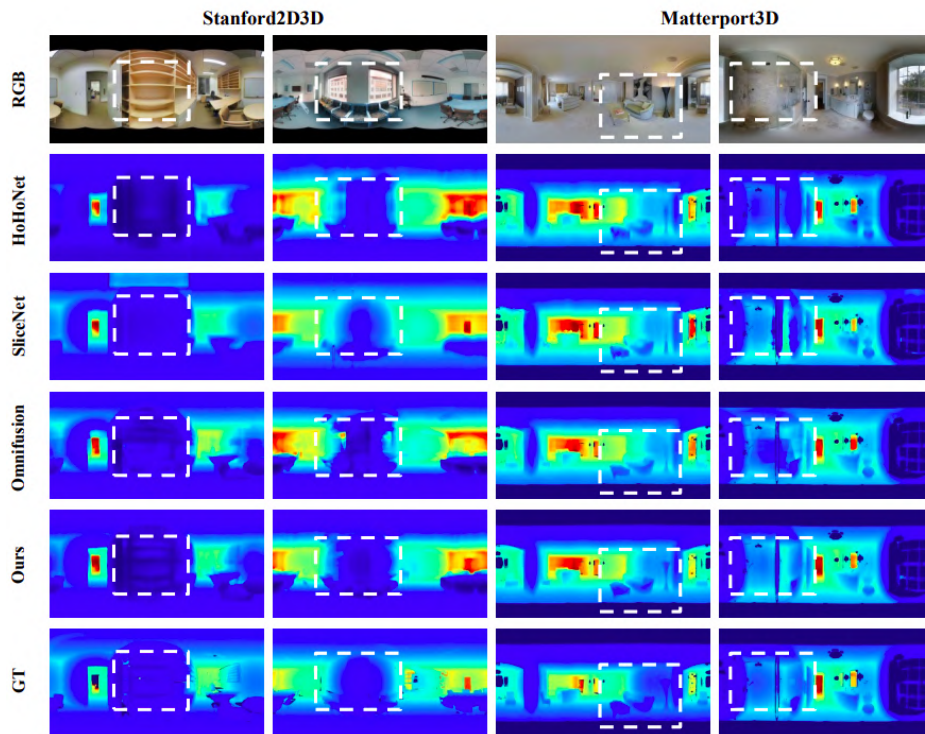 Stanford2D3D
Matterport3D
RGB
HoHoNet
SliceNet
Omnifusion
Ours
GT